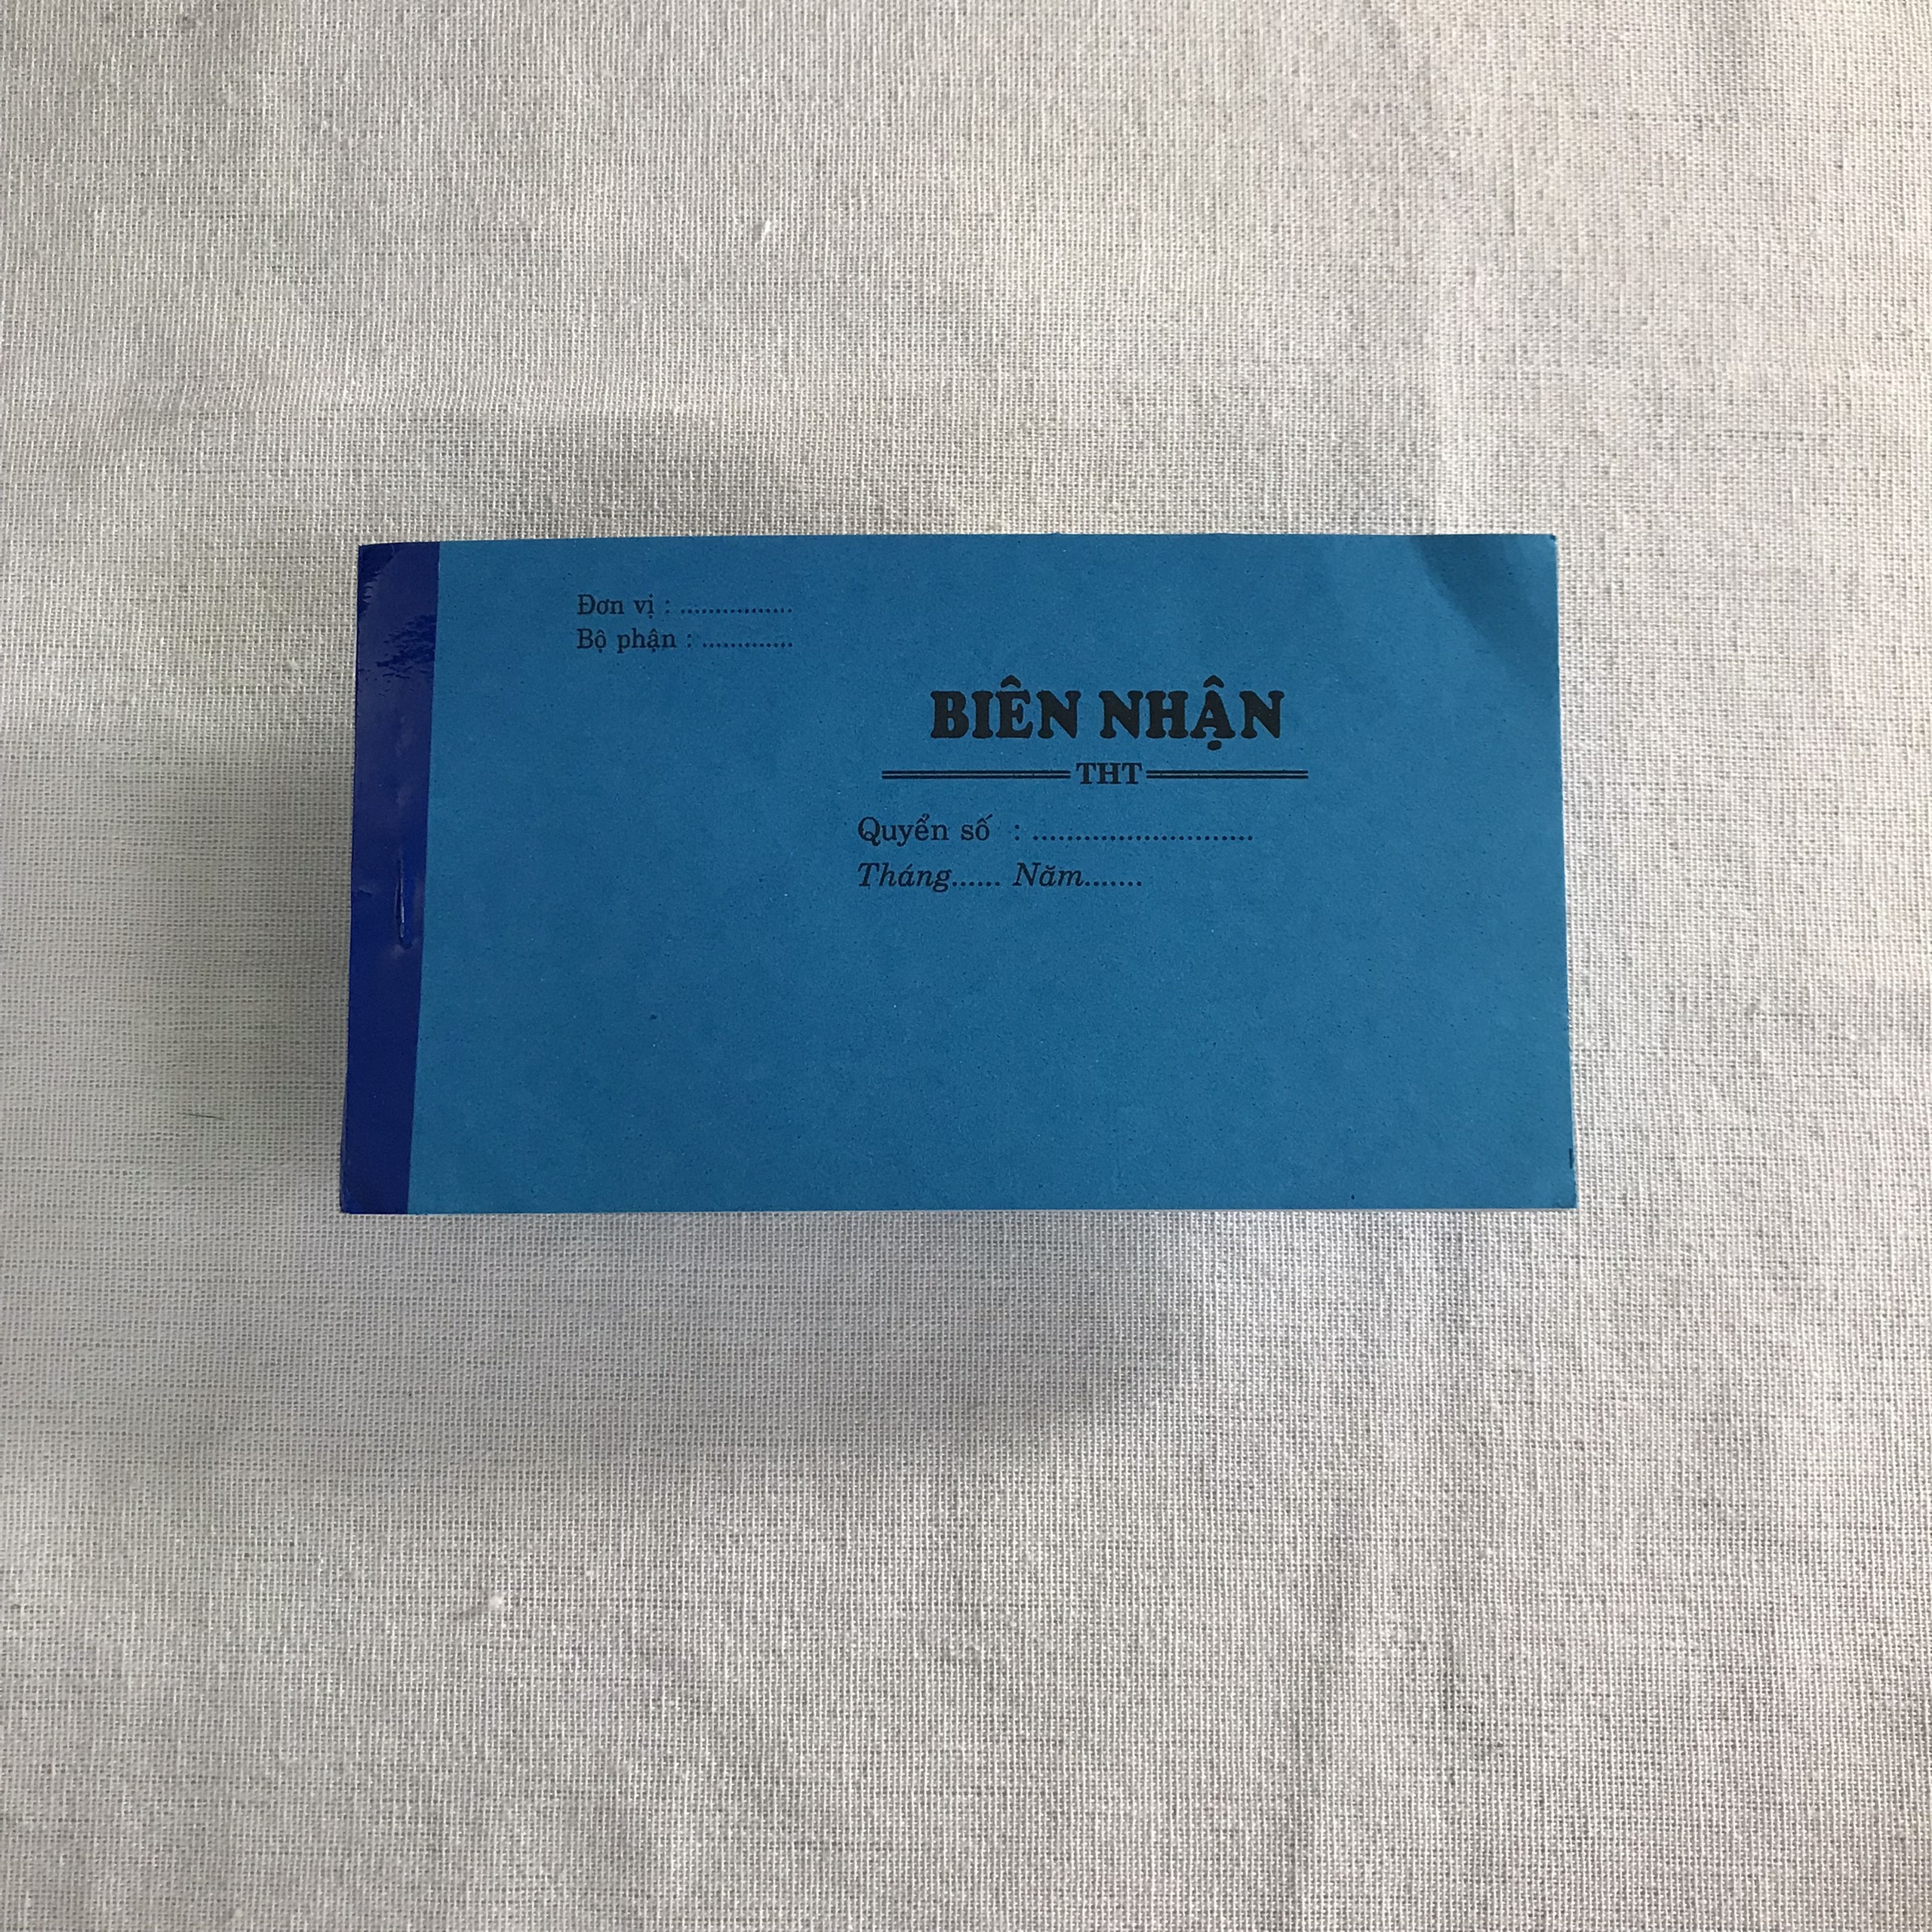 Đơn vị : ................
Bộ phận : .............
BIÊN NHẬN
THT
Quyển số : ..........................
Tháng...... Năm.......